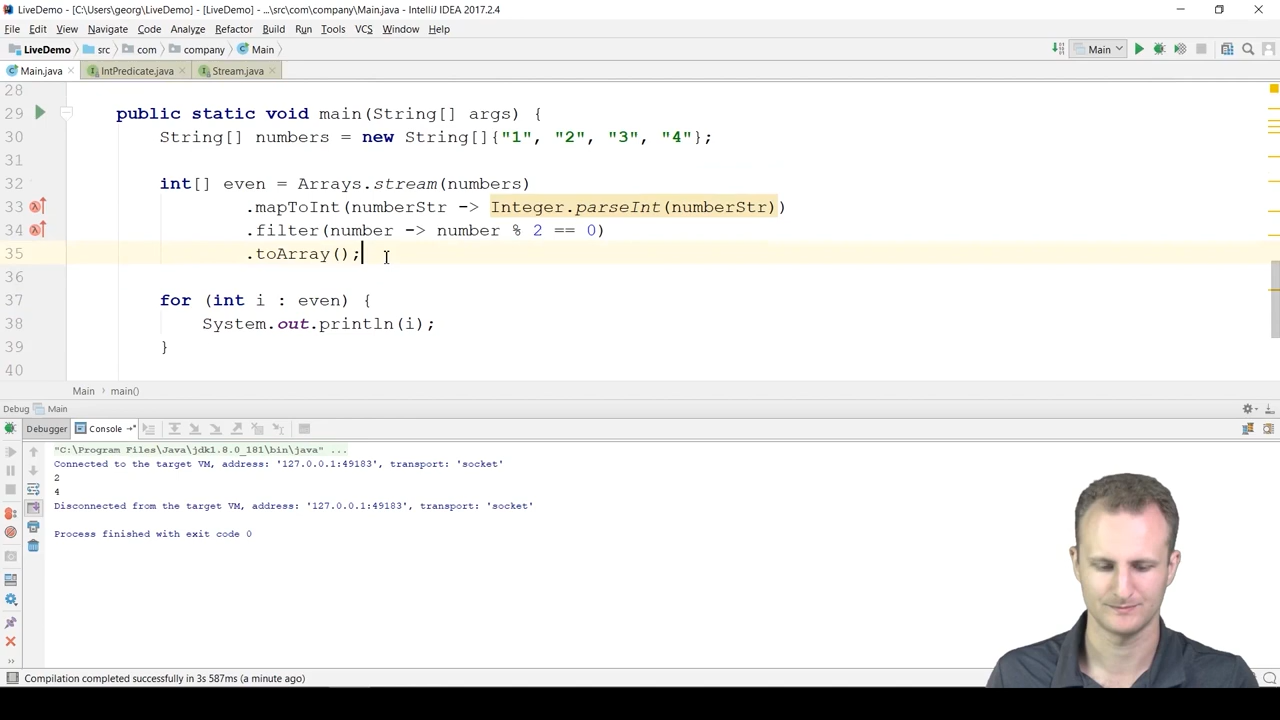 LiveDemo - [C:\Users\georg\LiveDemo] - [LiveDemo] - ...\src\com\company\Main.java - IntelliJ IDEA 2017.2.4
File Edit View Navigate Code Analyze Refactor Build Run Tools VCS Window Help
LiveDemo src com company Main Main
Main.java IntPredicate.java Stream.java
28
29 public static void main(String[] args) {
30 String[] numbers = new String[]{"1", "2", "3", "4"};
31
32 int[] even = Arrays.stream(numbers)
33 .mapToInt(numberStr -> Integer.parseInt(numberStr))
34 .filter(number -> number % 2 == 0)
35 .toArray();
36
37 for (int i : even) {
38 System.out.println(i);
39 }
40
Main main()
Debug Main
Debugger Console
"C:\Program Files\Java\jdk1.8.0_181\bin\java" ...
Connected to the target VM, address: '127.0.0.1:49183', transport: 'socket'
2
4
Disconnected from the target VM, address: '127.0.0.1:49183', transport: 'socket'
Process finished with exit code 0
Compilation completed successfully in 3s 587ms (a minute ago)